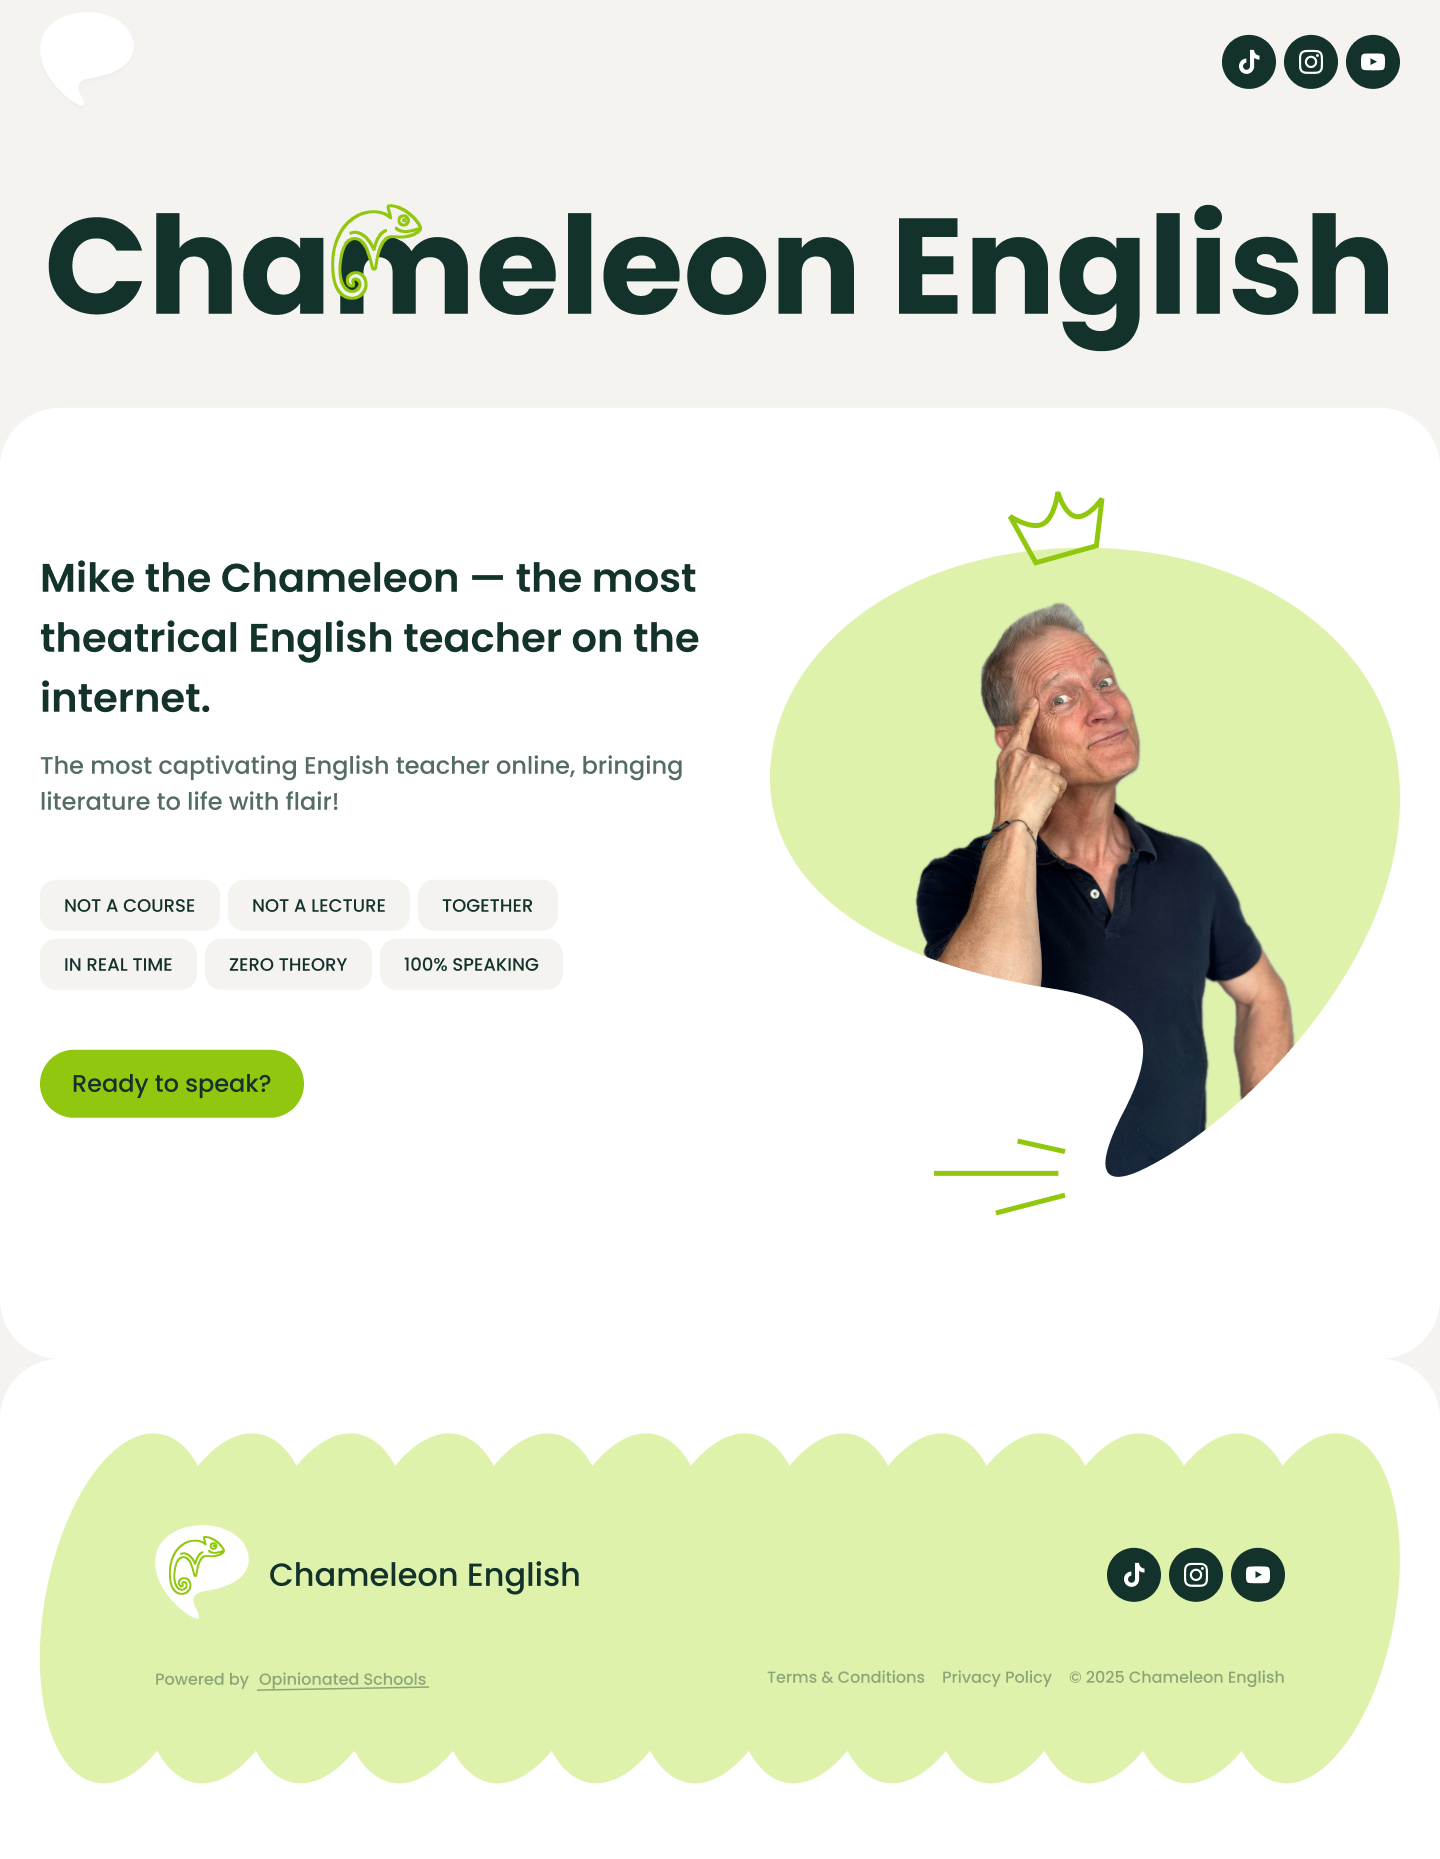 Chameleon English
Mike the Chameleon — the most
theatrical English teacher on the
internet.
The most captivating English teacher online, bringing
literature to life with flair!
NOT A COURSE
NOT A LECTURE
TOGETHER
IN REAL TIME
ZERO THEORY
100% SPEAKING
Ready to speak?
Chameleon English
Powered by Opinionated Schools
Terms & Conditions
Privacy Policy
© 2025 Chameleon English